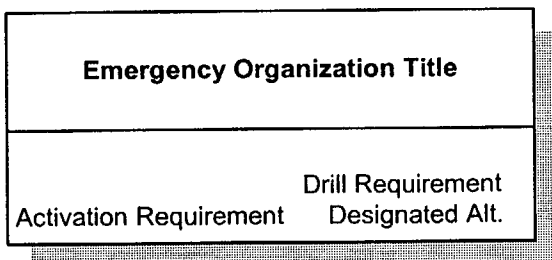 Emergency Organization Title
Drill Requirement
Activation Requirement Designated Alt.